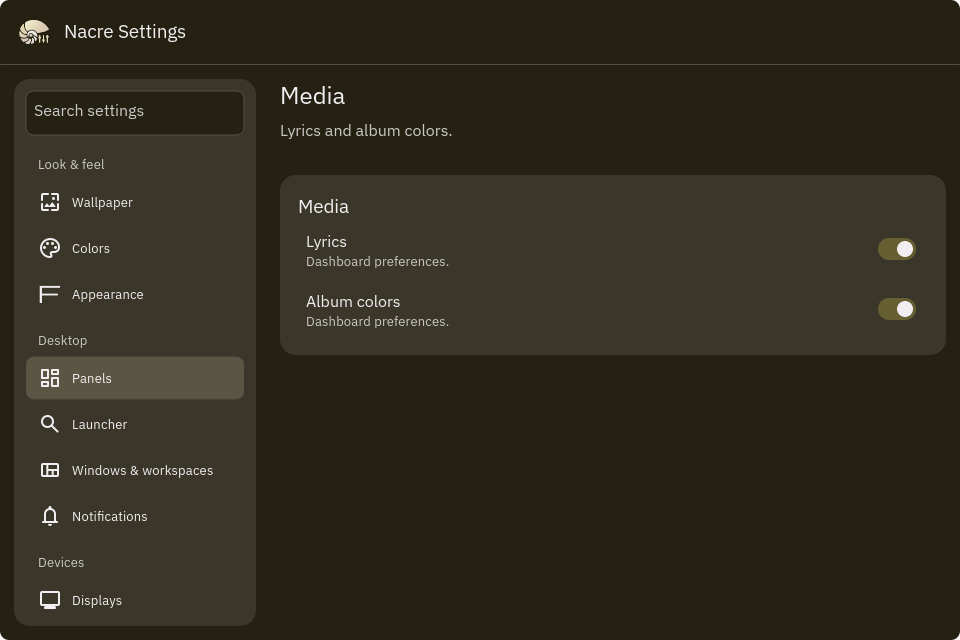 Nacre Settings
Search settings
Look & feel
Wallpaper
Colors
Appearance
Desktop
Panels
Launcher
Windows & workspaces
Notifications
Devices
Displays
Media
Lyrics and album colors.
Media
Lyrics
Dashboard preferences.
Album colors
Dashboard preferences.